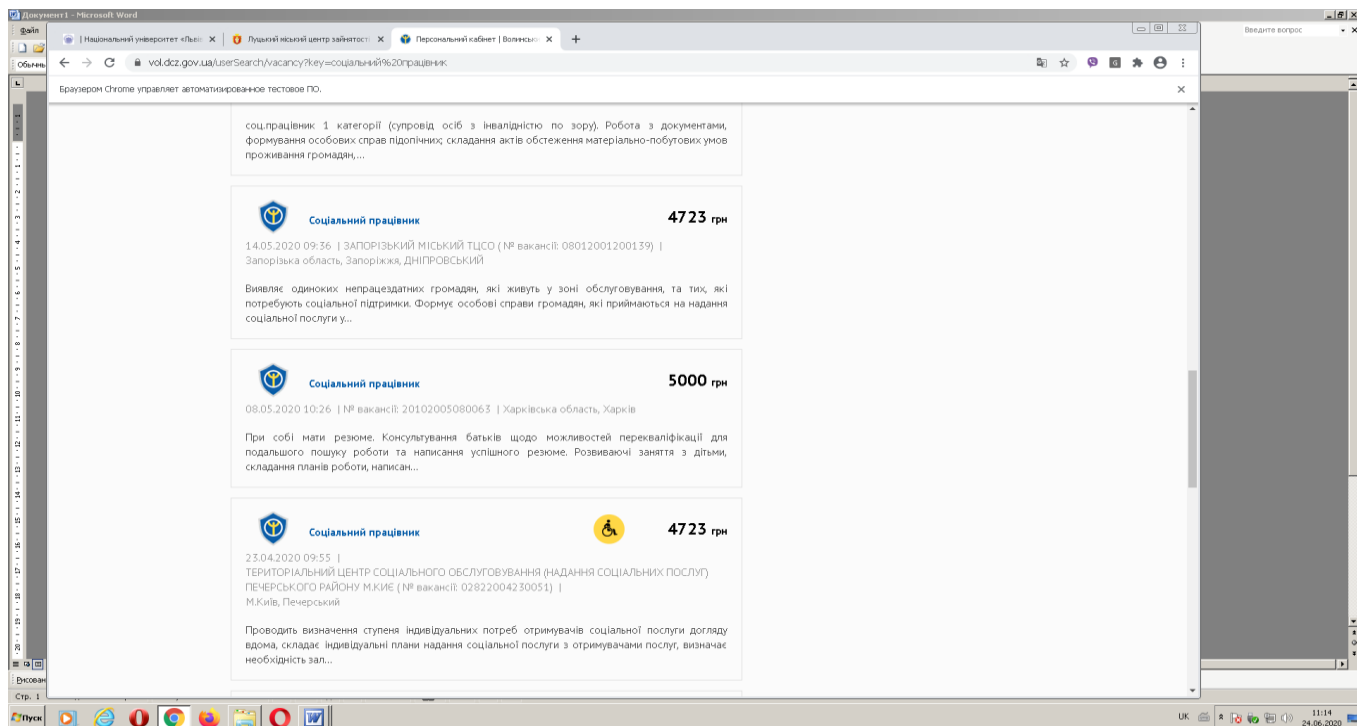 Документ1 - Microsoft Word
Файл
Введите вопрос
| Національний університет «Льві
Луцький міський центр зайнятості
Персональний кабінет | Волинсько
Обычн
vol.dcz.gov.ua/userSearch/vacancy?key=соціальний%20працівник
Браузером Chrome управляет автоматизированное тестовое ПО.
соц.працівник 1 категорії (супровід осіб з інвалідністю по зору). Робота з документами,
формування особових справ підопічних; складання актів обстеження матеріально-побутових умов
проживання громадян,...
Соціальний працівник
4723 грн
14.05.2020 09:36 | ЗАПОРІЗЬКИЙ МІСЬКИЙ ТЦСО ( № вакансії: 08012001200139) |
Запорізька область, Запоріжжя, ДНІПРОВСЬКИЙ
Виявляє одиноких непрацездатних громадян, які живуть у зоні обслуговування, та тих, які
потребують соціальної підтримки. Формує особові справи громадян, які приймаються на надання
соціальної послуги у...
Соціальний працівник
5000 грн
08.05.2020 10:26 | № вакансії: 20102005080063 | Харківська область, Харків
При собі мати резюме. Консультування батьків щодо можливостей перекваліфікації для
подальшого пошуку роботи та написання успішного резюме. Розвиваючі заняття з дітьми,
складання планів роботи, написан...
Соціальний працівник
4723 грн
23.04.2020 09:55 |
ТЕРИТОРІАЛЬНИЙ ЦЕНТР СОЦІАЛЬНОГО ОБСЛУГОВУВАННЯ (НАДАННЯ СОЦІАЛЬНИХ ПОСЛУГ)
ПЕЧЕРСЬКОГО РАЙОНУ М.КИЄ ( № вакансії: 02822004230051) |
М.Київ, Печерський
Проводить визначення ступеня індивідуальних потреб отримувачів соціальної послуги догляду
вдома, складає індивідуальні плани надання соціальної послуги з отримувачами послуг, визначає
необхідність зал...
Рисован
Стр. 1
Пуск
UK
11:14
24.06.2020